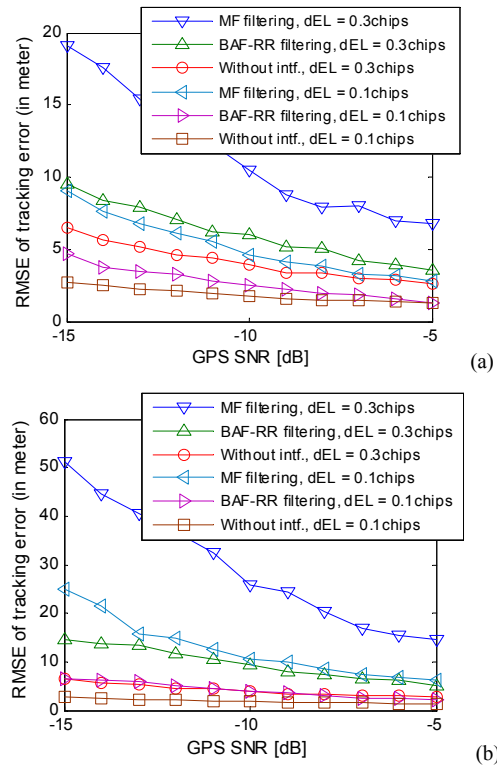 20
15
10
5
0
RMSE of tracking error (in meter)
MF filtering, dEL = 0.3chips
BAF-RR filtering, dEL = 0.3chips
Without intf., dEL = 0.3chips
MF filtering, dEL = 0.1chips
BAF-RR filtering, dEL = 0.1chips
Without intf., dEL = 0.1chips
-15
-10
-5
GPS SNR [dB]
(a)
60
50
40
30
20
10
0
RMSE of tracking error (in meter)
MF filtering, dEL = 0.3chips
BAF-RR filtering, dEL = 0.3chips
Without intf., dEL = 0.3chips
MF filtering, dEL = 0.1chips
BAF-RR filtering, dEL = 0.1chips
Without intf., dEL = 0.1chips
-15
-10
-5
GPS SNR [dB]
(b)